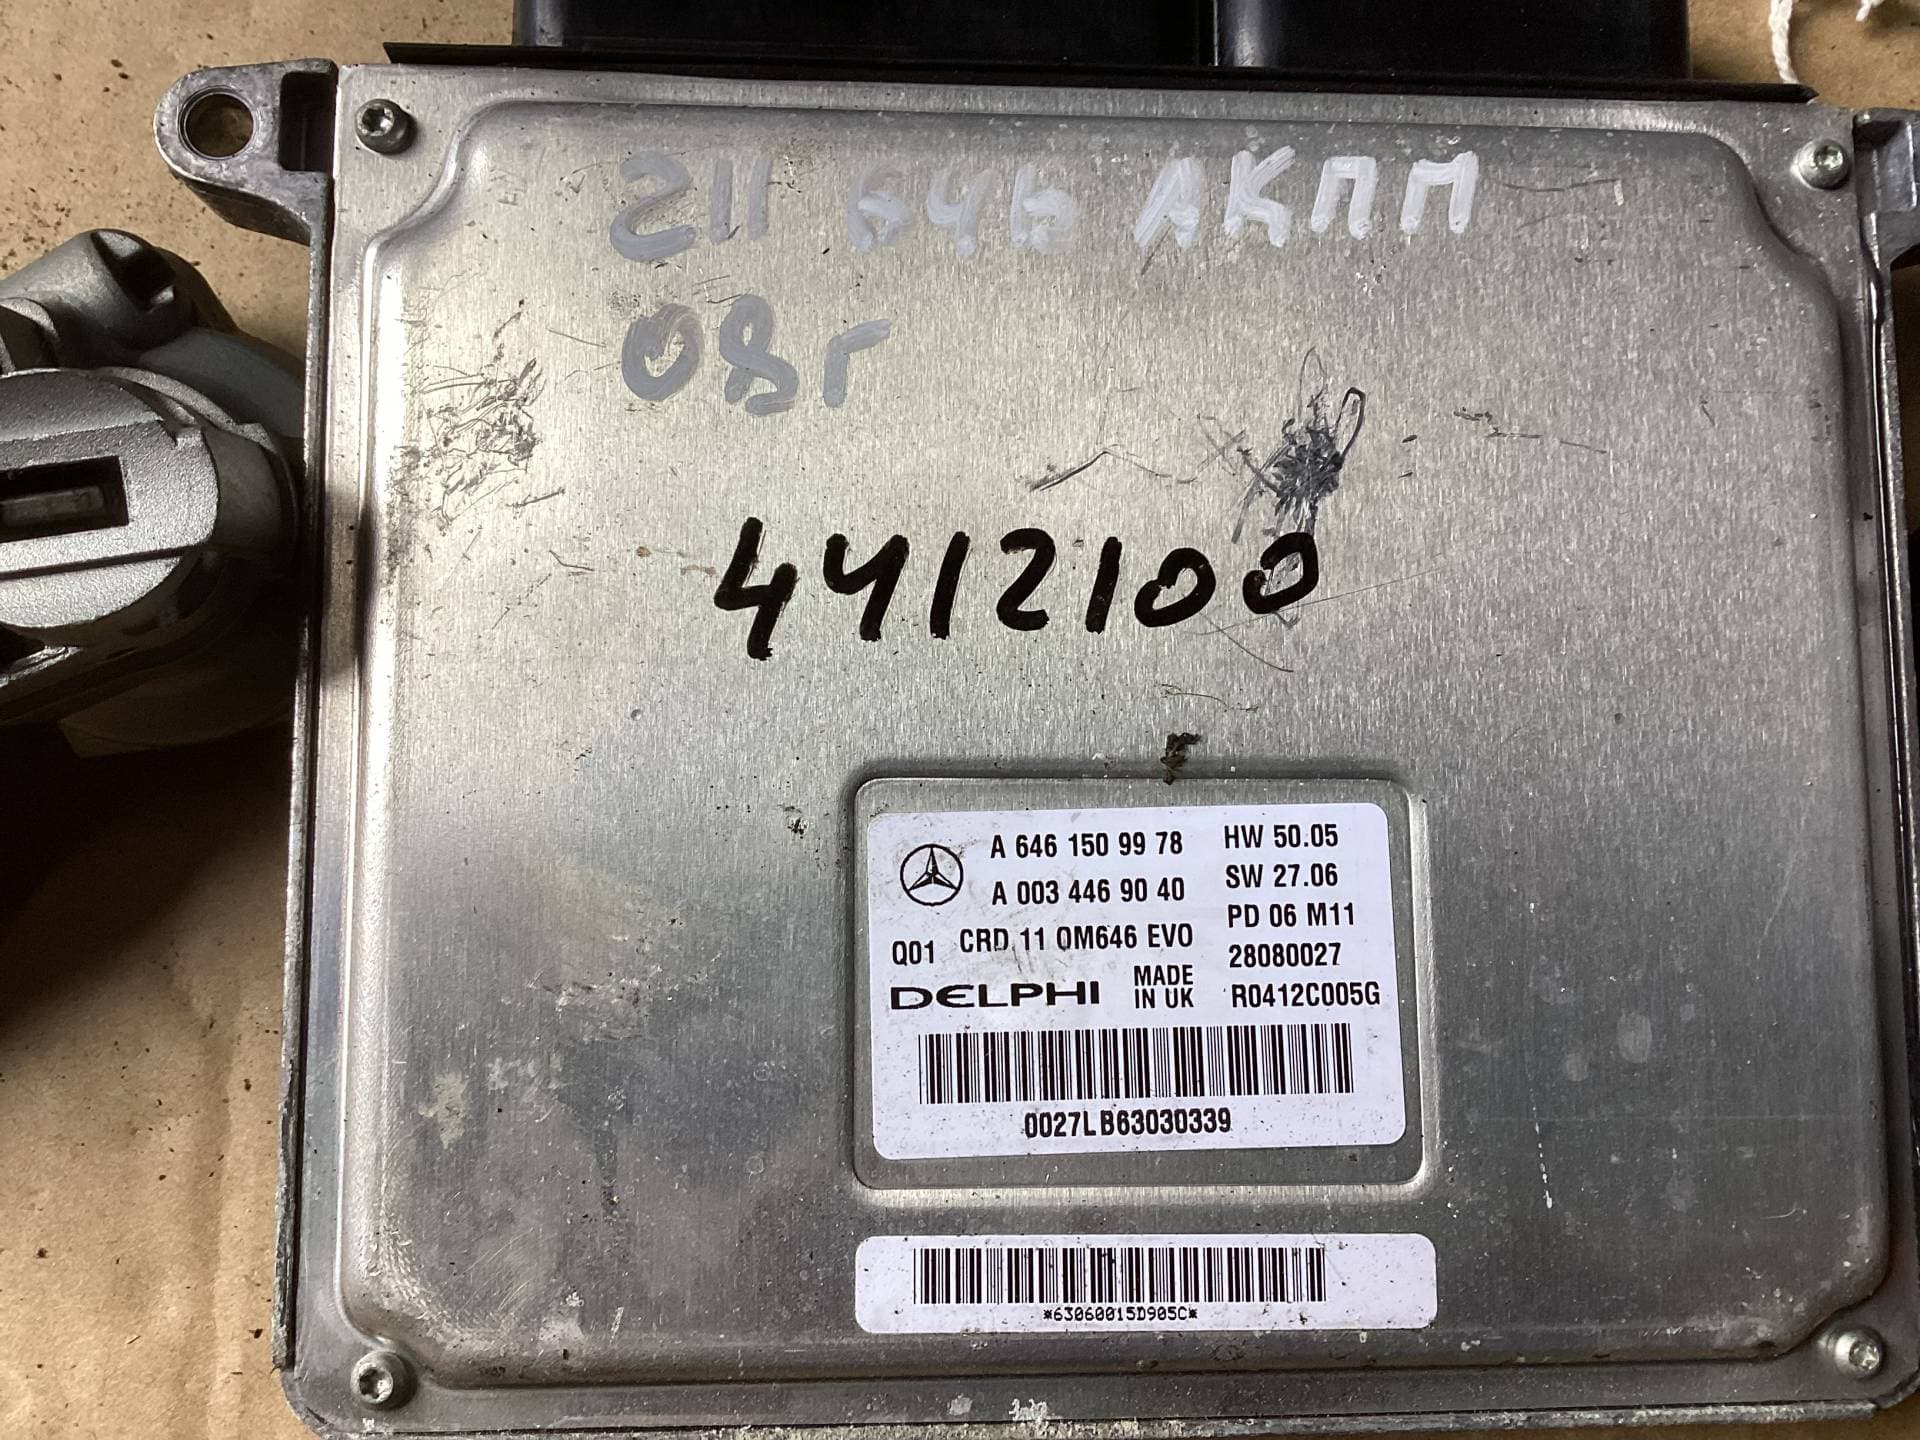 211 646 АКПП
08г
4412100
A 646 150 99 78
HW 50.05
A 003 446 90 40
SW 27.06
PD 06 M11
Q01 CRD 11 OM646 EVO
28080027
DELPHI
MADE
IN UK
R0412C005G
0027LB63030339
*63060015D905C*